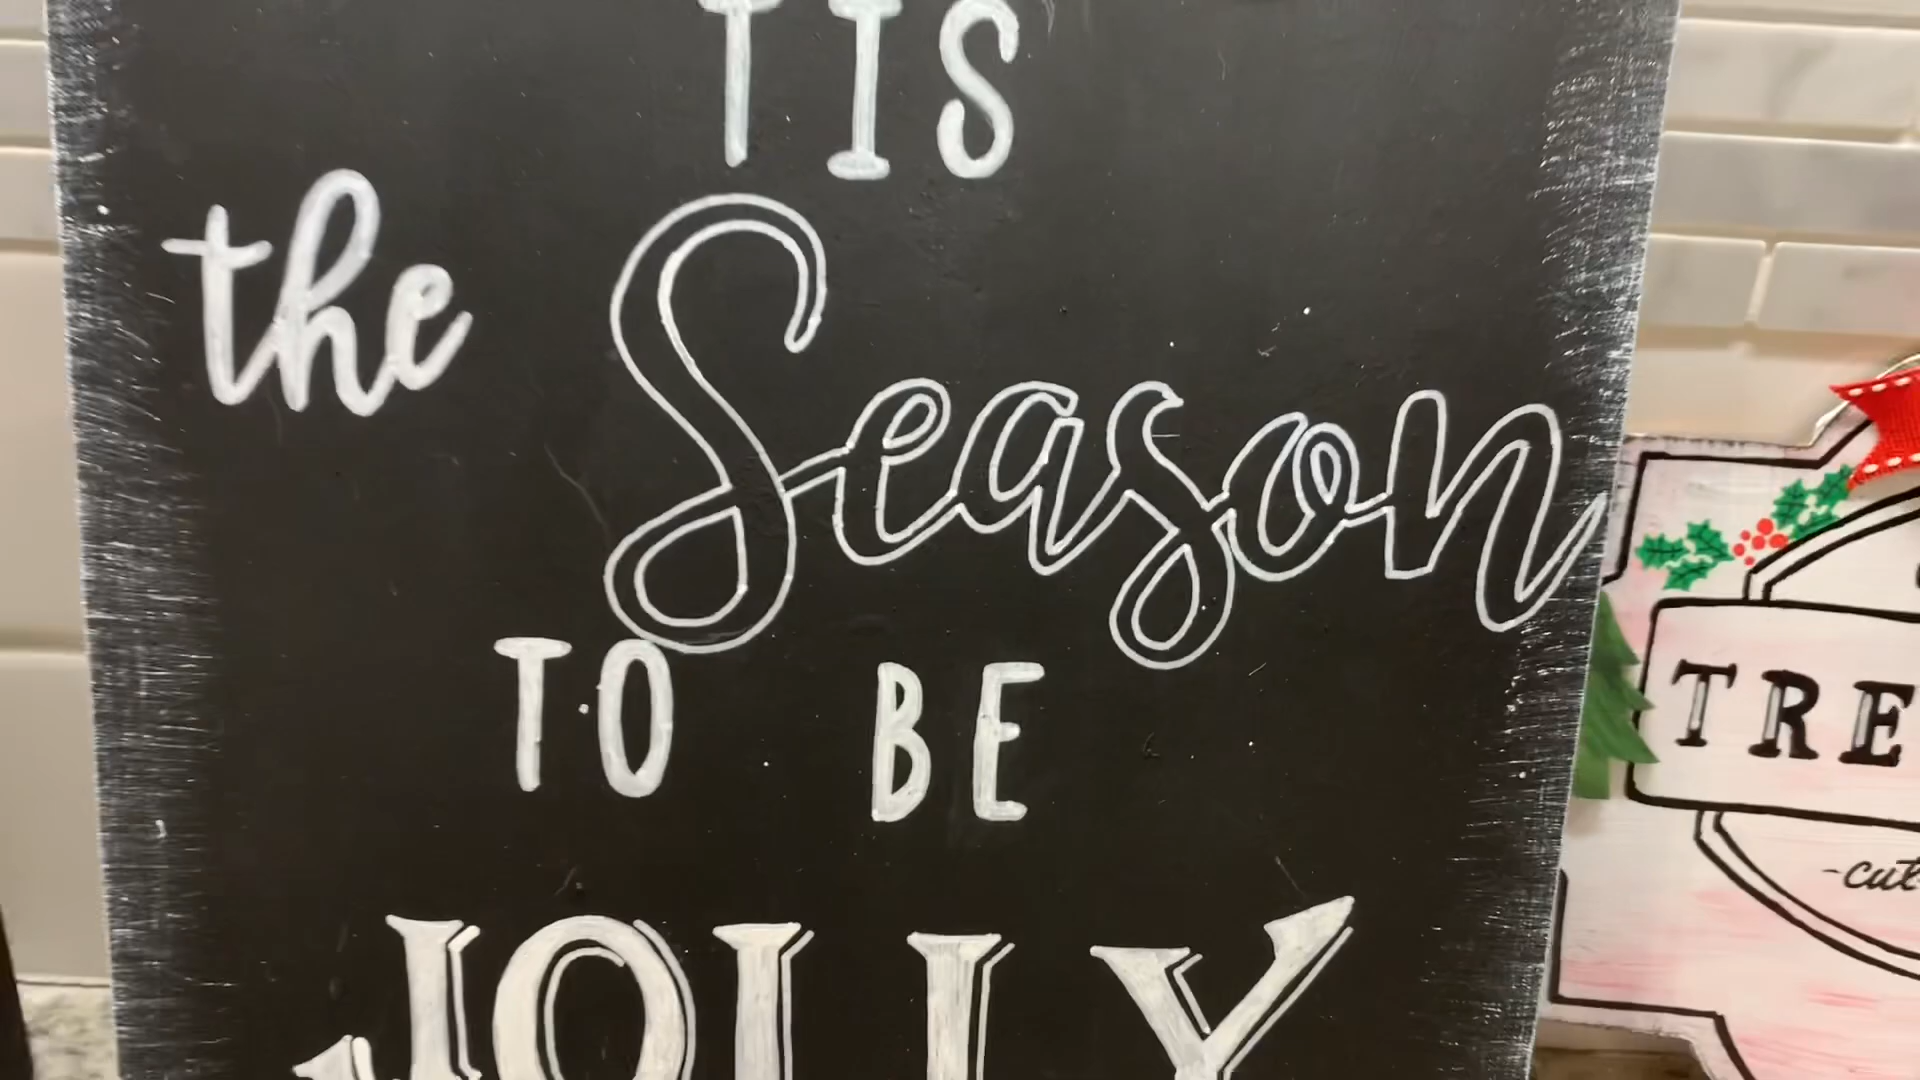 TIS
the Season
TO BE
JOLLY
TRE
-cut